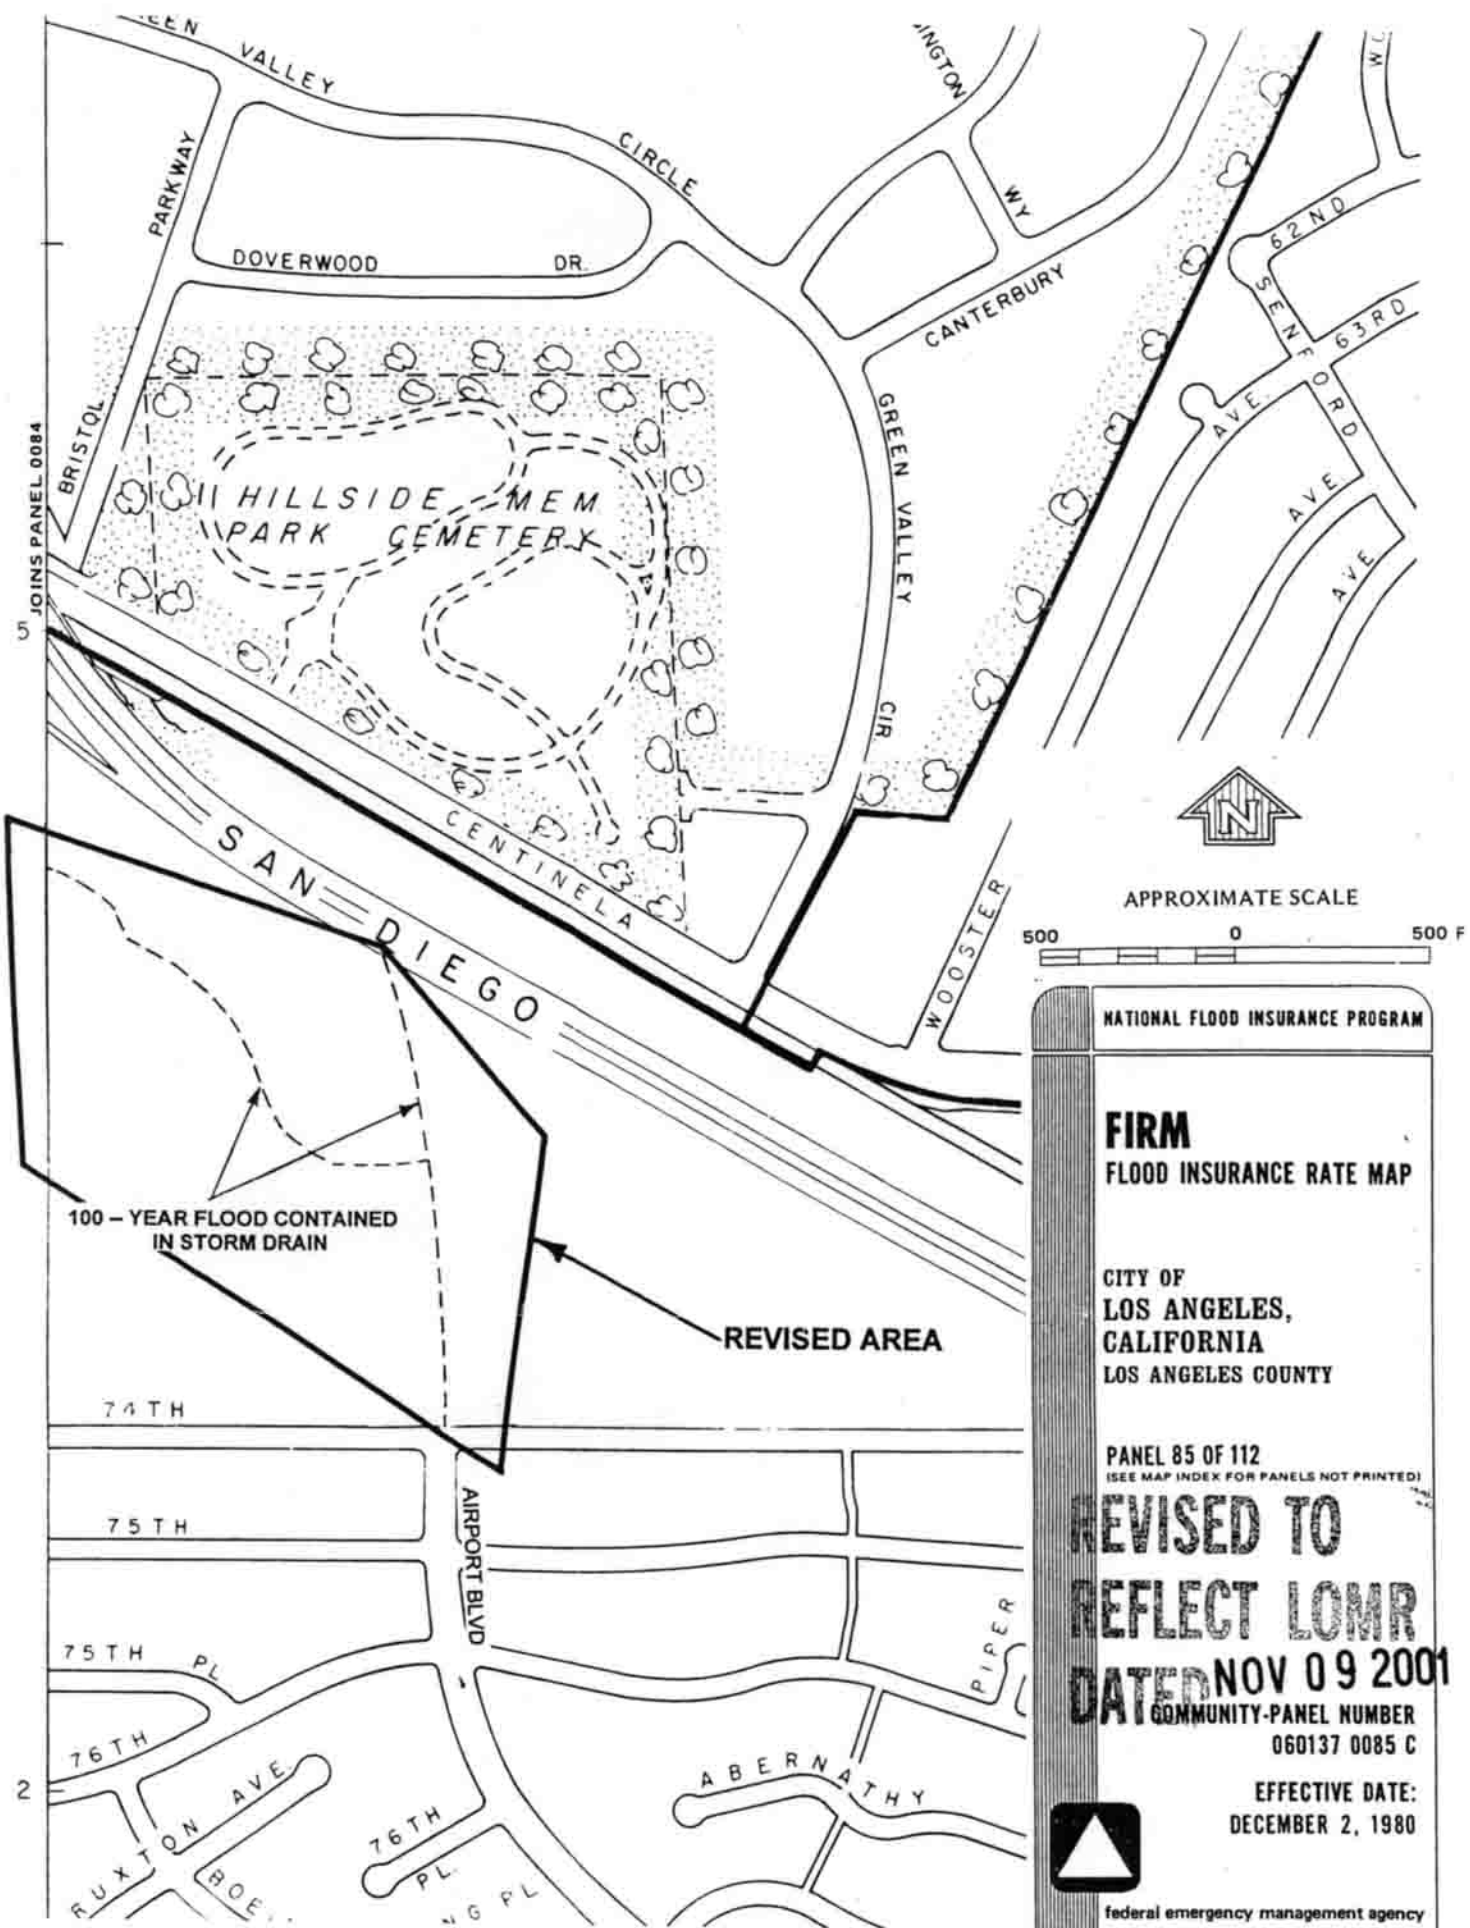 VALLEY
CIRCLE
PARKWAY
WY
62ND
DOVERWOOD DR.
CANTERBURY
SENFORD
63RD
AVE.
BRISTOL
JOINS PANEL 0084
GREEN VALLEY
CIR
HILLSIDE MEM
PARK CEMETERY
AVE
AVE
5
SAN DIEGO
CENTINELA
WOOSTER
N
APPROXIMATE SCALE
500 0 500 F
100 – YEAR FLOOD CONTAINED
IN STORM DRAIN
REVISED AREA
74TH
75TH
AIRPORT BLVD
75TH PL
PIPER
76TH
2
RUXTON AVE.
76TH
PL.
ABERNATHY
NATIONAL FLOOD INSURANCE PROGRAM
FIRM
FLOOD INSURANCE RATE MAP
CITY OF
LOS ANGELES,
CALIFORNIA
LOS ANGELES COUNTY
PANEL 85 OF 112
(SEE MAP INDEX FOR PANELS NOT PRINTED)
REVISED TO
REFLECT LOMR
DATED NOV 09 2001
COMMUNITY-PANEL NUMBER
060137 0085 C
EFFECTIVE DATE:
DECEMBER 2, 1980
federal emergency management agency